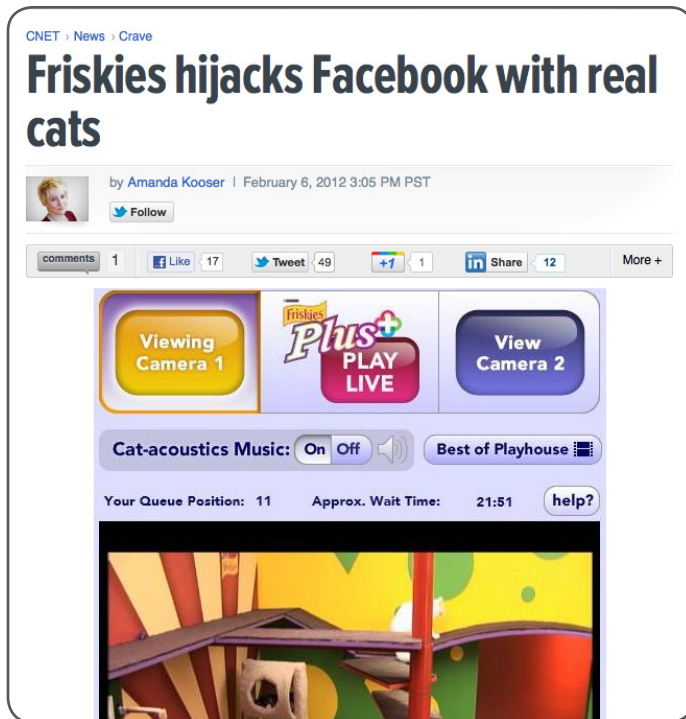 CNET › News › Crave
Friskies hijacks Facebook with real
cats
by Amanda Kooser | February 6, 2012 3:05 PM PST
Follow
comments 1 Like 17 Tweet 49 +1 1 in Share 12 More +
Viewing
Camera 1
Friskies
Plus+
PLAY
LIVE
View
Camera 2
Cat-acoustics Music: On Off Best of Playhouse
Your Queue Position: 11 Approx. Wait Time: 21:51 help?